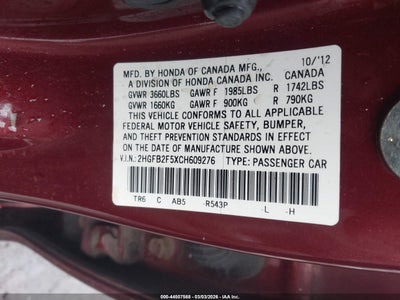 MFD. BY HONDA OF CANADA MFG., 10/'12
A DIVISION OF HONDA CANADA INC. CANADA
GVWR 3660LBS GAWR F 1985LBS R 1742LBS
GVWR 1660KG GAWR F 900KG R 790KG
THIS VEHICLE CONFORMS TO ALL APPLICABLE
FEDERAL MOTOR VEHICLE SAFETY, BUMPER,
AND THEFT PREVENTION STANDARDS IN EFFECT
ON THE DATE OF MANUFACTURE SHOWN ABOVE.
V.I.N.: 2HGFB2F5XCH609276 TYPE: PASSENGER CAR
TR6 C AB5 R543P -L -H
000-44507568 - 03/03/2026 - IAA INC